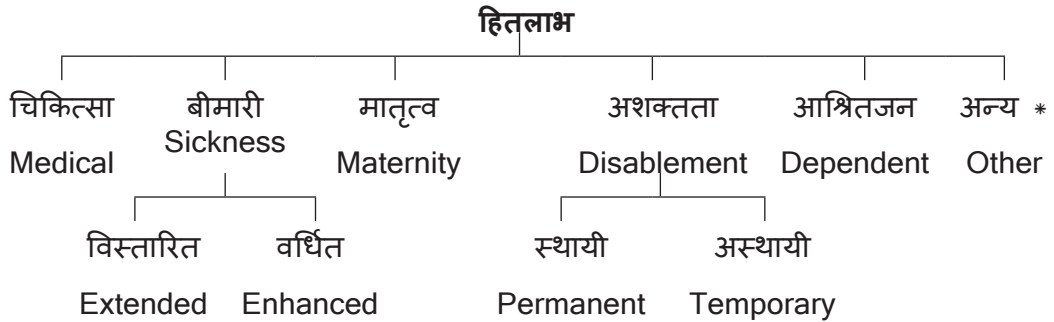 हितलाभ
चिकित्सा बीमारी मातृत्व अशक्तता आश्रितजन अन्य *
Sickness
Medical Maternity Disablement Dependent Other
विस्तारित वर्धित स्थायी अस्थायी
Extended Enhanced Permanent Temporary